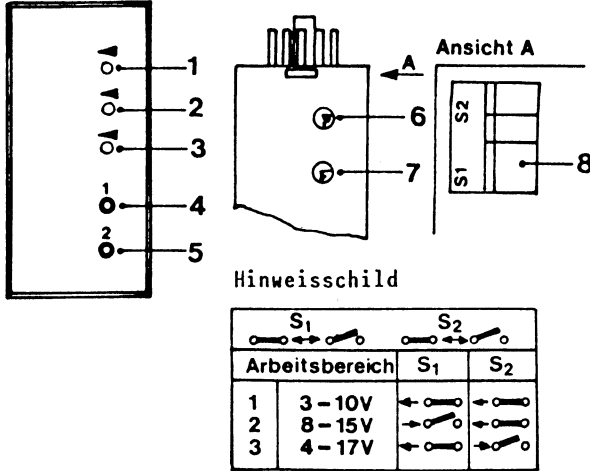 1
2
3
1
4
2
5
6
7
A
Ansicht A
S2
S1
8
Hinweisschild
S1 S2
Arbeitsbereich S1 S2
1 3-10V
2 8-15V
3 4-17V